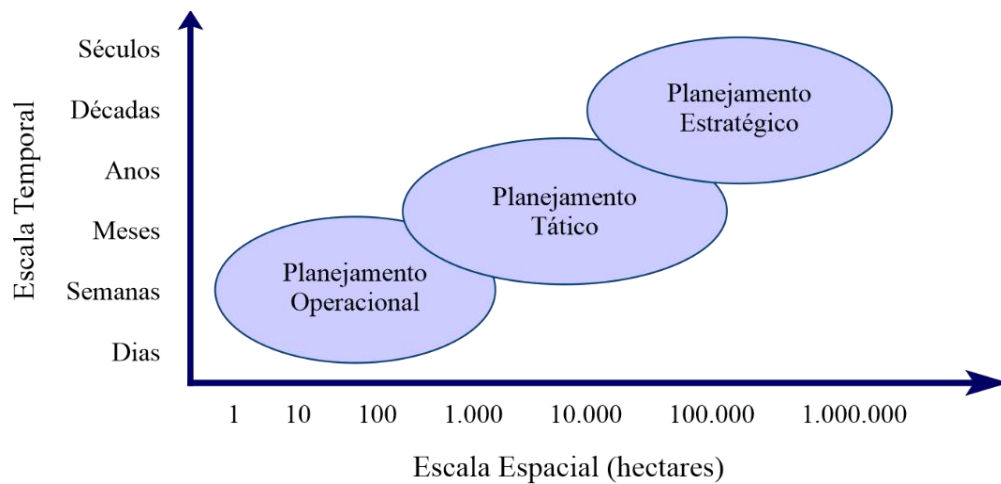 Séculos
Décadas
Anos
Meses
Semanas
Dias
Escala Temporal
Planejamento
Estratégico
Planejamento
Tático
Planejamento
Operacional
1 10 100 1.000 10.000 100.000 1.000.000
Escala Espacial (hectares)